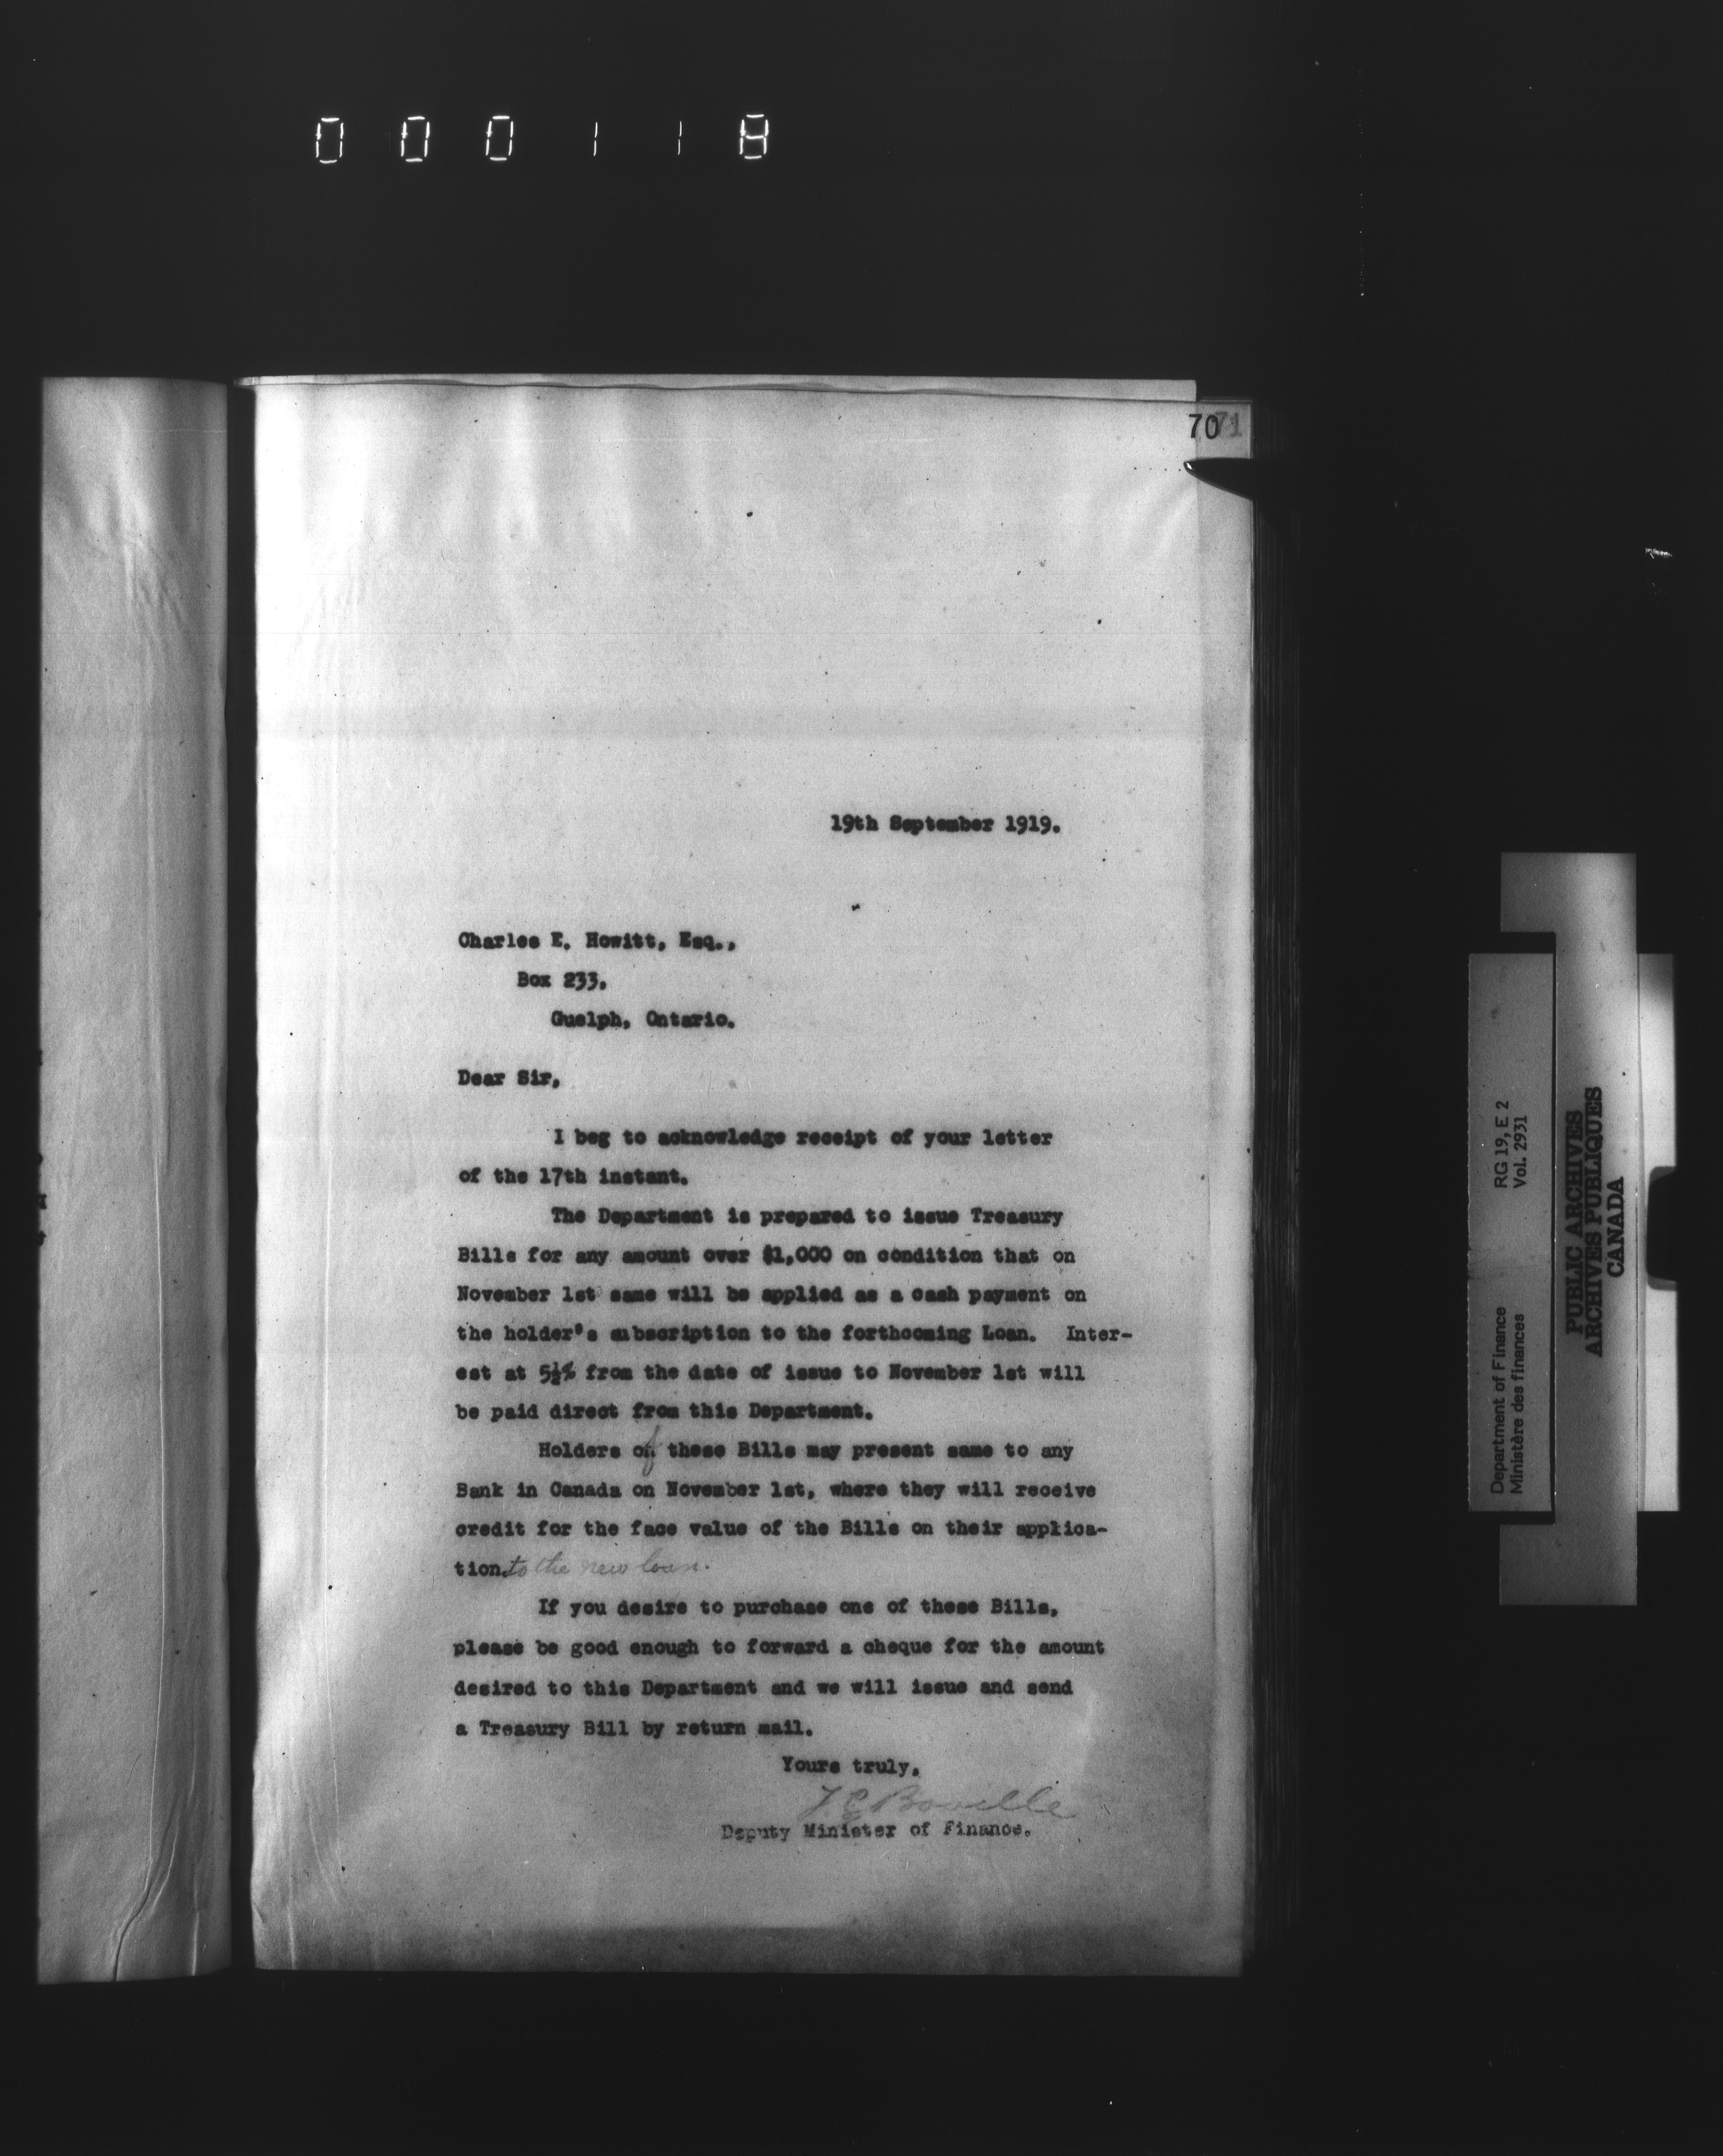 000118
70
71
19th September 1919.
Charles E. Howitt, Esq.,
Box 233,
Guelph, Ontario.
Dear Sir,
I beg to acknowledge receipt of your letter
of the 17th instant.
The Department is prepared to issue Treasury
Bills for any amount over $1,000 on condition that on
November 1st same will be applied as a cash payment on
the holder's subscription to the forthcoming Loan. Inter-
est at 5½% from the date of issue to November 1st will
be paid direct from this Department.
Holders of these Bills may present same to any
Bank in Canada on November 1st, where they will receive
credit for the face value of the Bills on their applica-
tion. to the new loan.
If you desire to purchase one of these Bills,
please be good enough to forward a cheque for the amount
desired to this Department and we will issue and send
a Treasury Bill by return mail.
Yours truly,
T. C. Boville
Deputy Minister of Finance.
Department of Finance RG 19, E 2
Ministère des finances Vol. 2931
PUBLIC ARCHIVES
ARCHIVES PUBLIQUES
CANADA